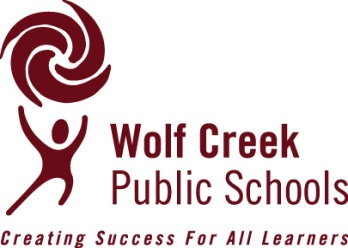 Wolf Creek
Public Schools
Creating Success For All Learners